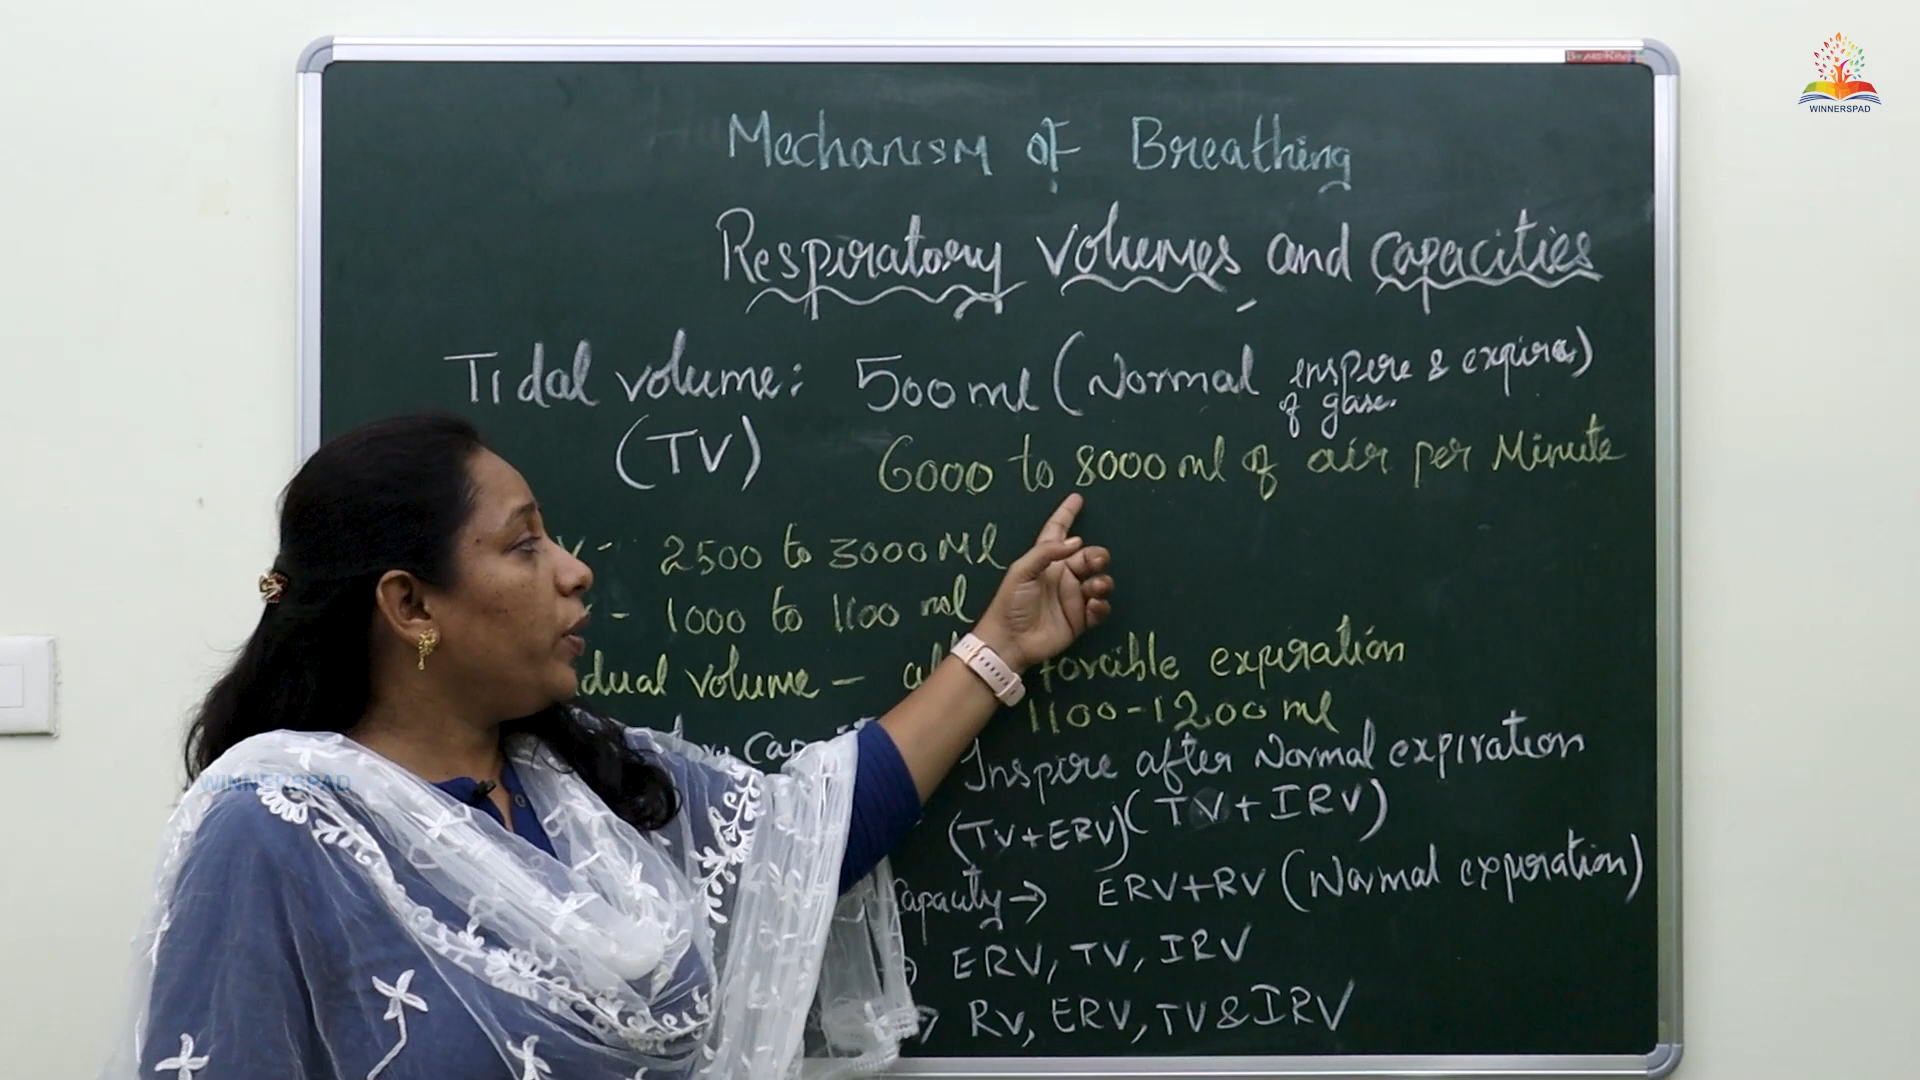 WINNERSPAD
Mechanism of Breathing
Respiratory volumes and capacities
Tidal volume: 500 ml (Normal inspire & expire)
of gase.
(TV) 6000 to 8000 ml of air per Minute
2500 to 3000 Ml
- 1000 to 1100 ml
volume - forcible expiration
1100-1200 ml
Inspire after Normal expiration
(TV+ERV) (TV+IRV)
Capacity → ERV+RV (Normal expiration)
ERV, TV, IRV
RV, ERV, TV & IRV
WINNERSPAD